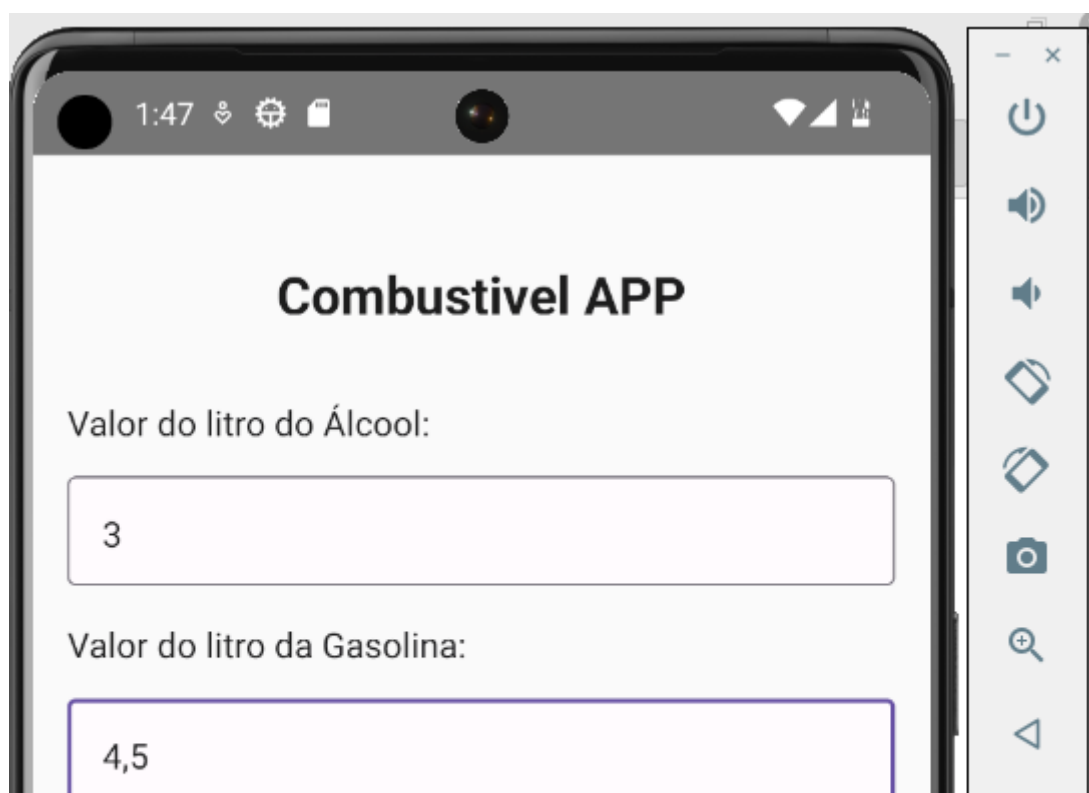 1:47
Combustivel APP
Valor do litro do Álcool:
3
Valor do litro da Gasolina:
4,5